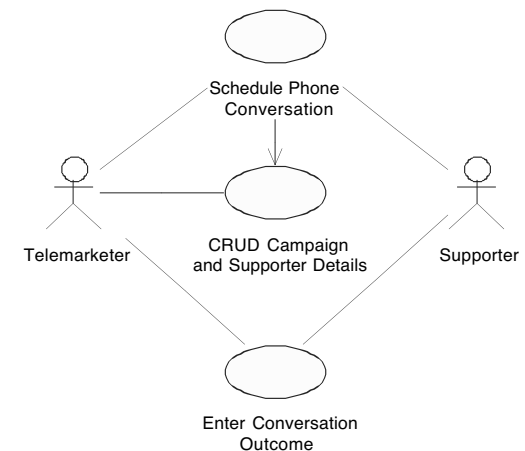 Schedule Phone
Conversation
Telemarketer
CRUD Campaign
and Supporter Details
Supporter
Enter Conversation
Outcome